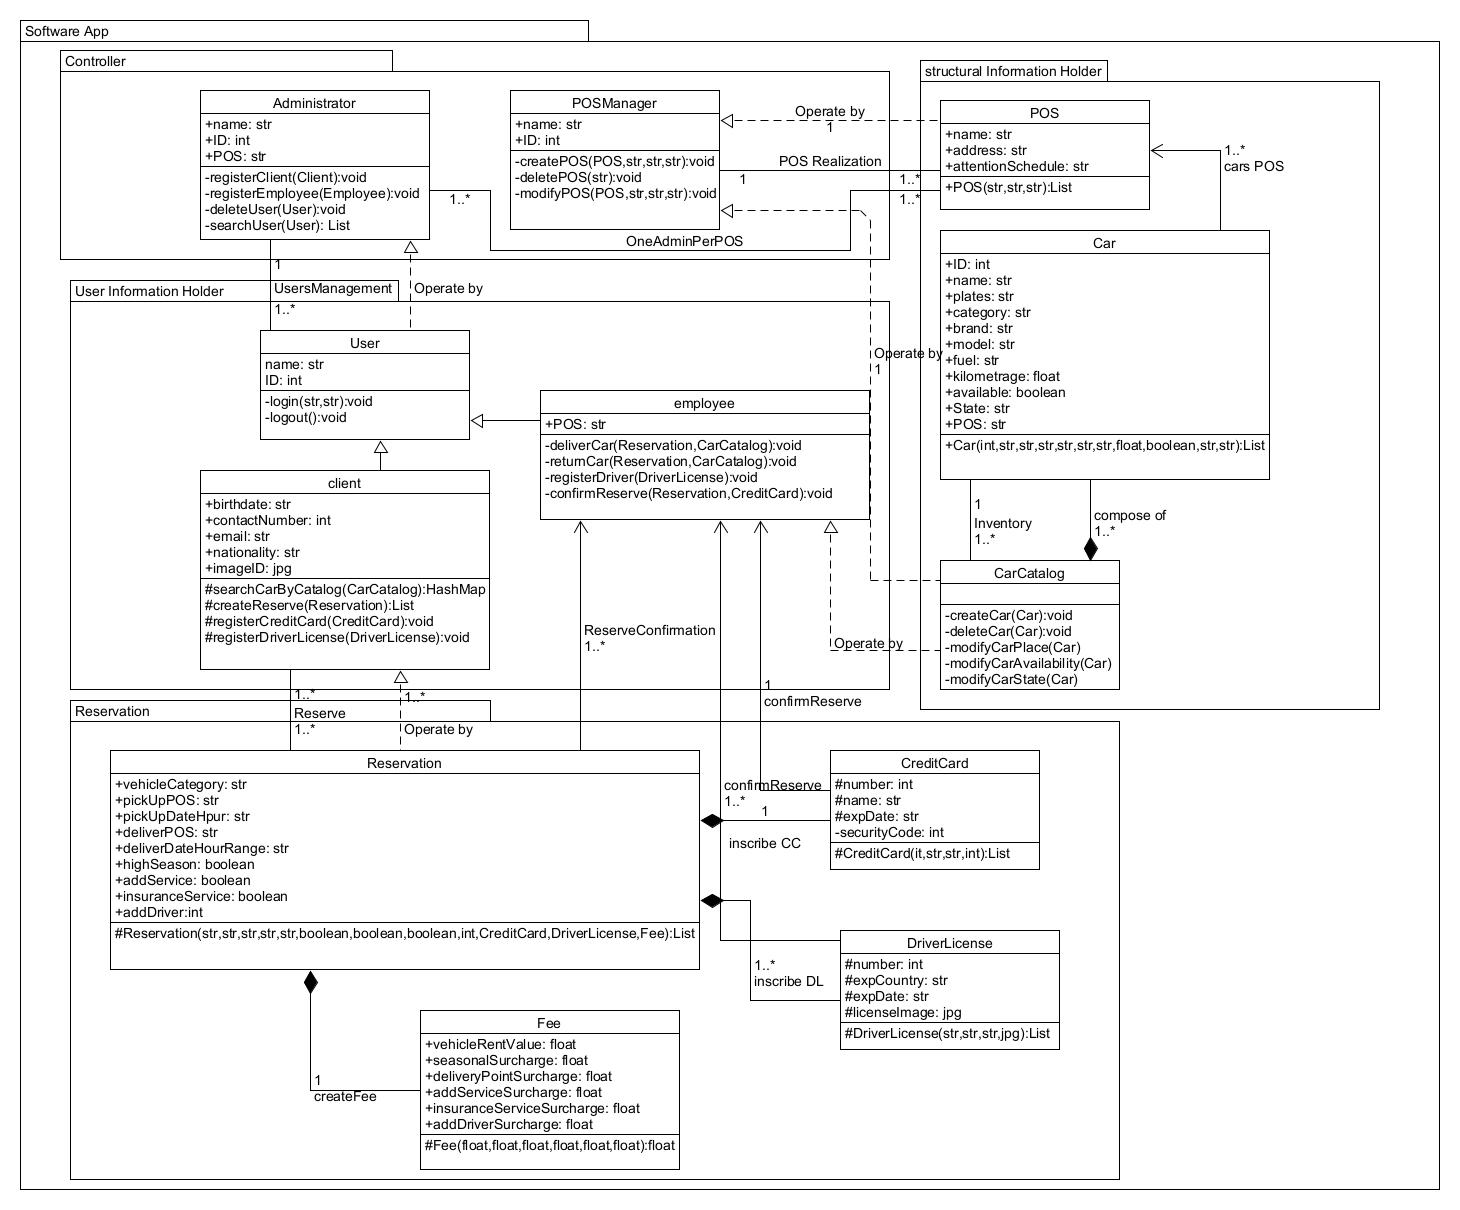 Software App
Controller
Administrator
+name: str
+ID: int
+POS: str
-registerClient(Client):void
-registerEmployee(Employee):void
-deleteUser(User):void
-searchUser(User): List
POSManager
+name: str
+ID: int
-createPOS(POS,str,str,str):void
-deletePOS(str):void
-modifyPOS(POS,str,str,str):void
Operate by
1
POS Realization
1
1..*
1..*
1..*
OneAdminPerPOS
structural Information Holder
POS
+name: str
+address: str
+attentionSchedule: str
+POS(str,str,str):List
1..*
cars POS
Car
+ID: int
+name: str
+plates: str
+category: str
+brand: str
+model: str
+fuel: str
+kilometrage: float
+available: boolean
+State: str
+POS: str
+Car(int,str,str,str,str,str,str,float,boolean,str,str):List
1
Inventory
1..*
compose of
1..*
CarCatalog
-createCar(Car):void
-deleteCar(Car):void
-modifyCarPlace(Car)
-modifyCarAvailability(Car)
-modifyCarState(Car)
1
UsersManagement
1..*
Operate by
User Information Holder
User
name: str
ID: int
-login(str,str):void
-logout():void
Operate by
1
employee
+POS: str
-deliverCar(Reservation,CarCatalog):void
-returnCar(Reservation,CarCatalog):void
-registerDriver(DriverLicense):void
-confirmReserve(Reservation,CreditCard):void
client
+birthdate: str
+contactNumber: int
+email: str
+nationality: str
+imageID: jpg
#searchCarByCatalog(CarCatalog):HashMap
#createReserve(Reservation):List
#registerCreditCard(CreditCard):void
#registerDriverLicense(DriverLicense):void
ReserveConfirmation
1..*
Operate by
1
confirmReserve
1..*
Reserve
1..*
1..*
Operate by
Reservation
Reservation
+vehicleCategory: str
+pickUpPOS: str
+pickUpDateHpur: str
+deliverPOS: str
+deliverDateHourRange: str
+highSeason: boolean
+addService: boolean
+insuranceService: boolean
+addDriver:int
#Reservation(str,str,str,str,str,boolean,boolean,boolean,int,CreditCard,DriverLicense,Fee):List
confirmReserve
1..*
1
inscribe CC
CreditCard
#number: int
#name: str
#expDate: str
-securityCode: int
#CreditCard(it,str,str,int):List
1..*
inscribe DL
DriverLicense
#number: int
#expCountry: str
#expDate: str
#licenseImage: jpg
#DriverLicense(str,str,str,jpg):List
1
createFee
Fee
+vehicleRentValue: float
+seasonalSurcharge: float
+deliveryPointSurcharge: float
+addServiceSurcharge: float
+insuranceServiceSurcharge: float
+addDriverSurcharge: float
#Fee(float,float,float,float,float,float):float